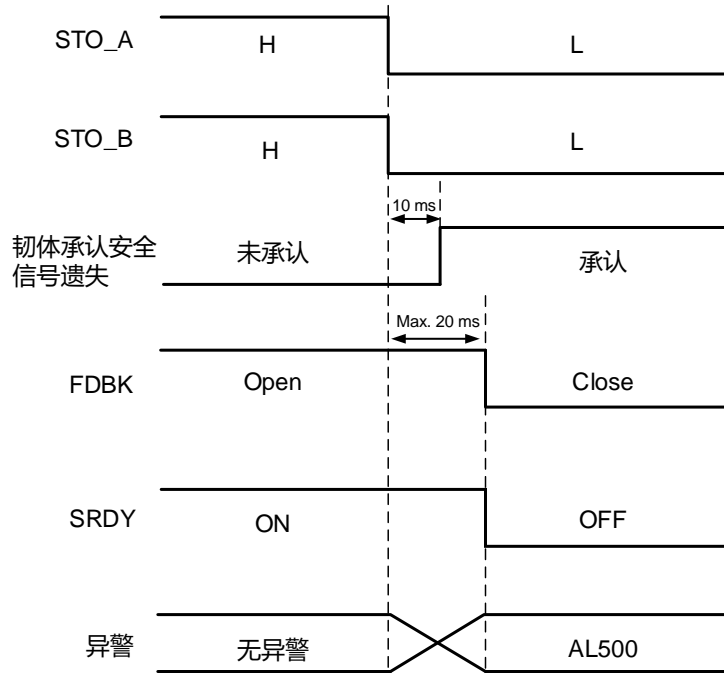 STO_A H L
STO_B H L
10 ms
韧体承认安全
信号遗失
未承认 承认
Max. 20 ms
FDBK Open Close
SRDY ON OFF
异警 无异警 AL500